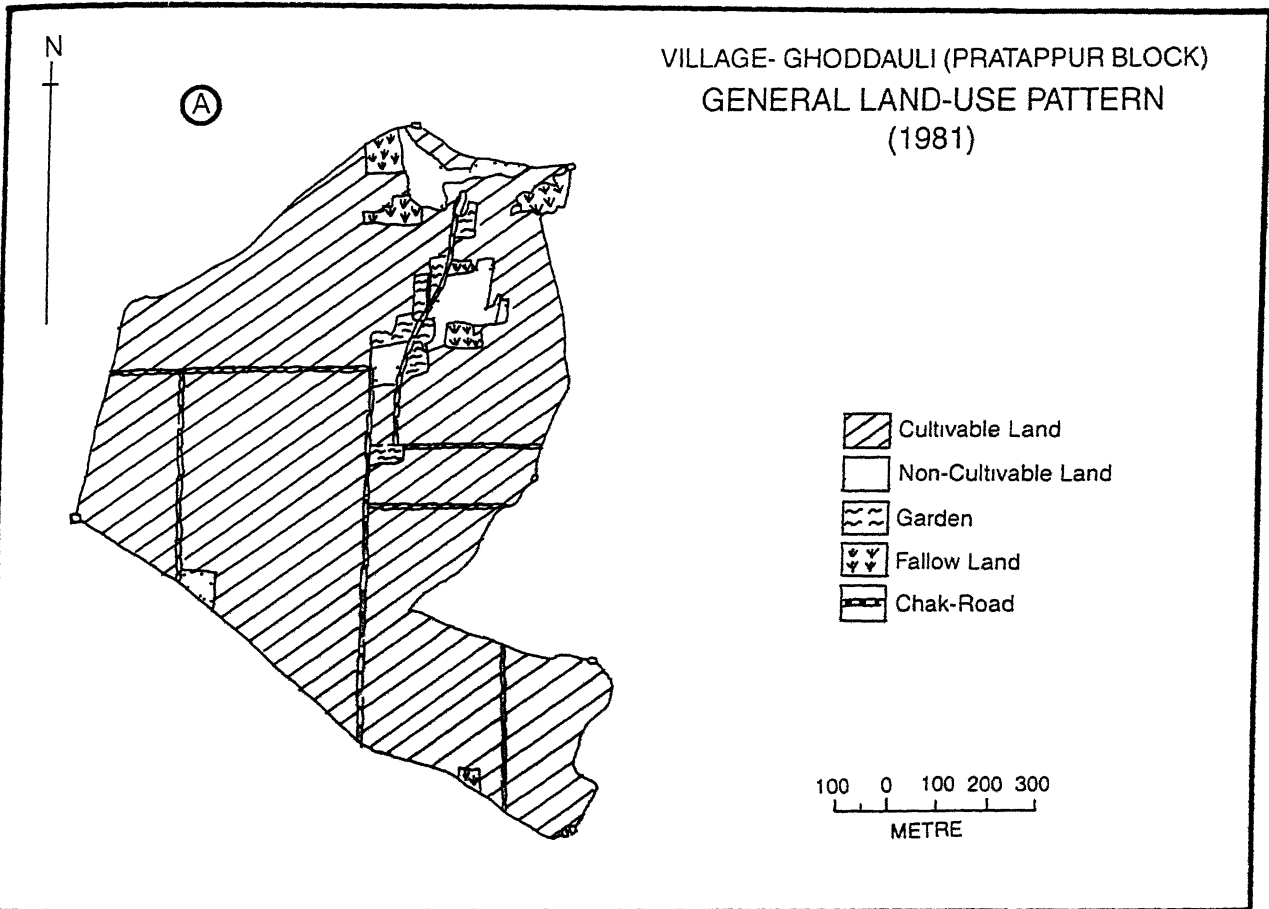 N
A
VILLAGE- GHODDAULI (PRATAPPUR BLOCK)
GENERAL LAND-USE PATTERN
(1981)
Cultivable Land
Non-Cultivable Land
Garden
Fallow Land
Chak-Road
100 0 100 200 300
METRE